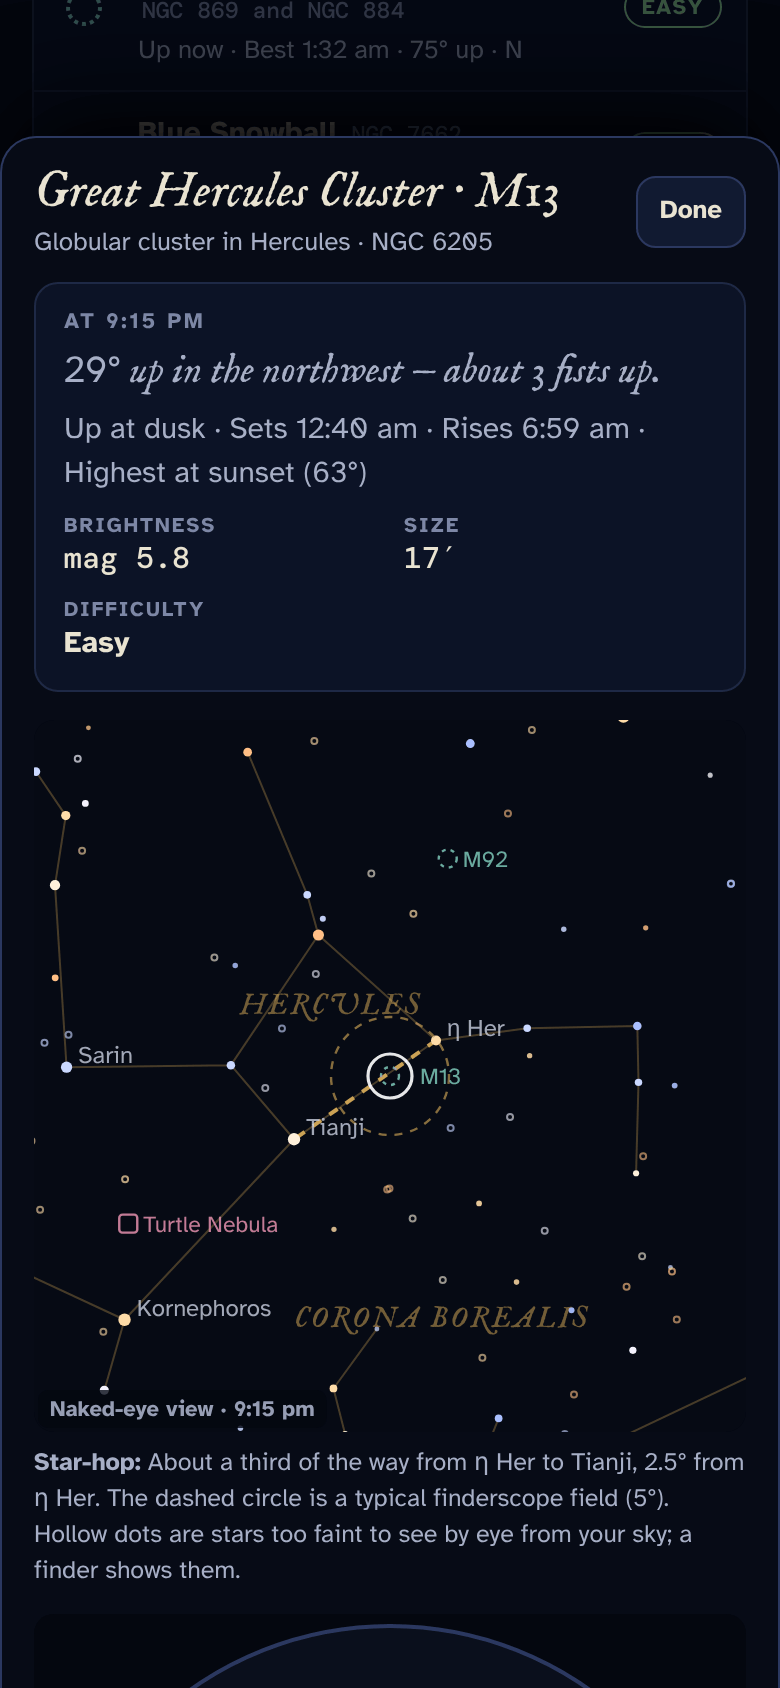 NGC 869 and NGC 884
EASY
Up now · Best 1:32 am · 75° up · N
Blue Snowball NGC 7662
Great Hercules Cluster · M13
Done
Globular cluster in Hercules · NGC 6205
AT 9:15 PM
29° up in the northwest — about 3 fists up.
Up at dusk · Sets 12:40 am · Rises 6:59 am ·
Highest at sunset (63°)
BRIGHTNESS
SIZE
mag 5.8
17′
DIFFICULTY
Easy
M92
HERCULES
η Her
Sarin
M13
Tianji
Turtle Nebula
Kornephoros
CORONA BOREALIS
Naked-eye view · 9:15 pm
Star-hop: About a third of the way from η Her to Tianji, 2.5° from
η Her. The dashed circle is a typical finderscope field (5°).
Hollow dots are stars too faint to see by eye from your sky; a
finder shows them.